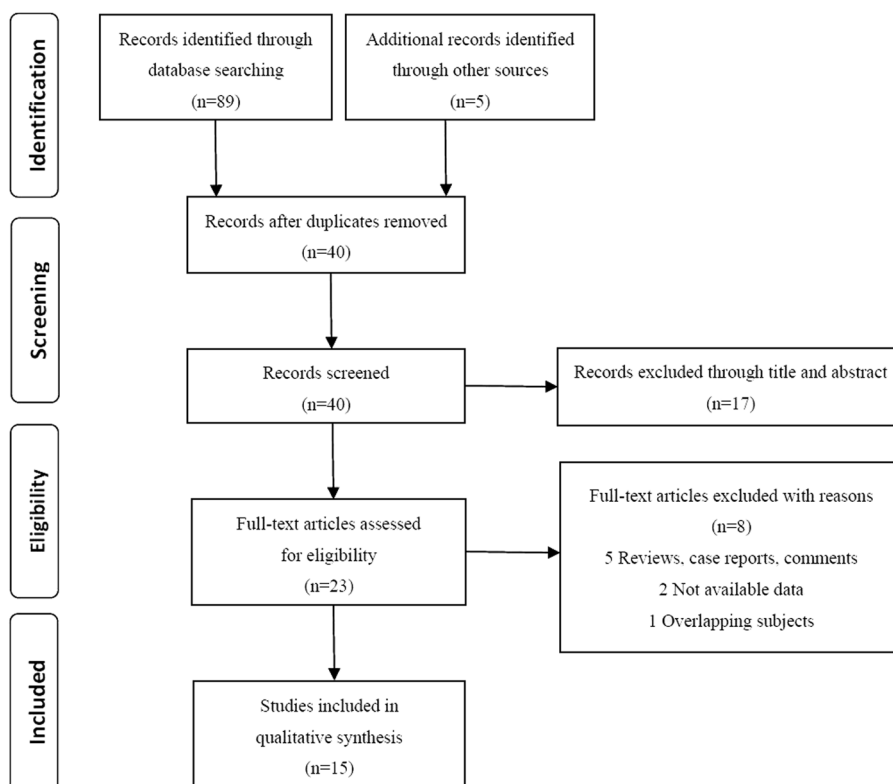 Identification
Records identified through
database searching
(n=89)
Additional records identified
through other sources
(n=5)
Screening
Records after duplicates removed
(n=40)
Records screened
(n=40)
Records excluded through title and abstract
(n=17)
Eligibility
Full-text articles assessed
for eligibility
(n=23)
Full-text articles excluded with reasons
(n=8)
5 Reviews, case reports, comments
2 Not available data
1 Overlapping subjects
Included
Studies included in
qualitative synthesis
(n=15)